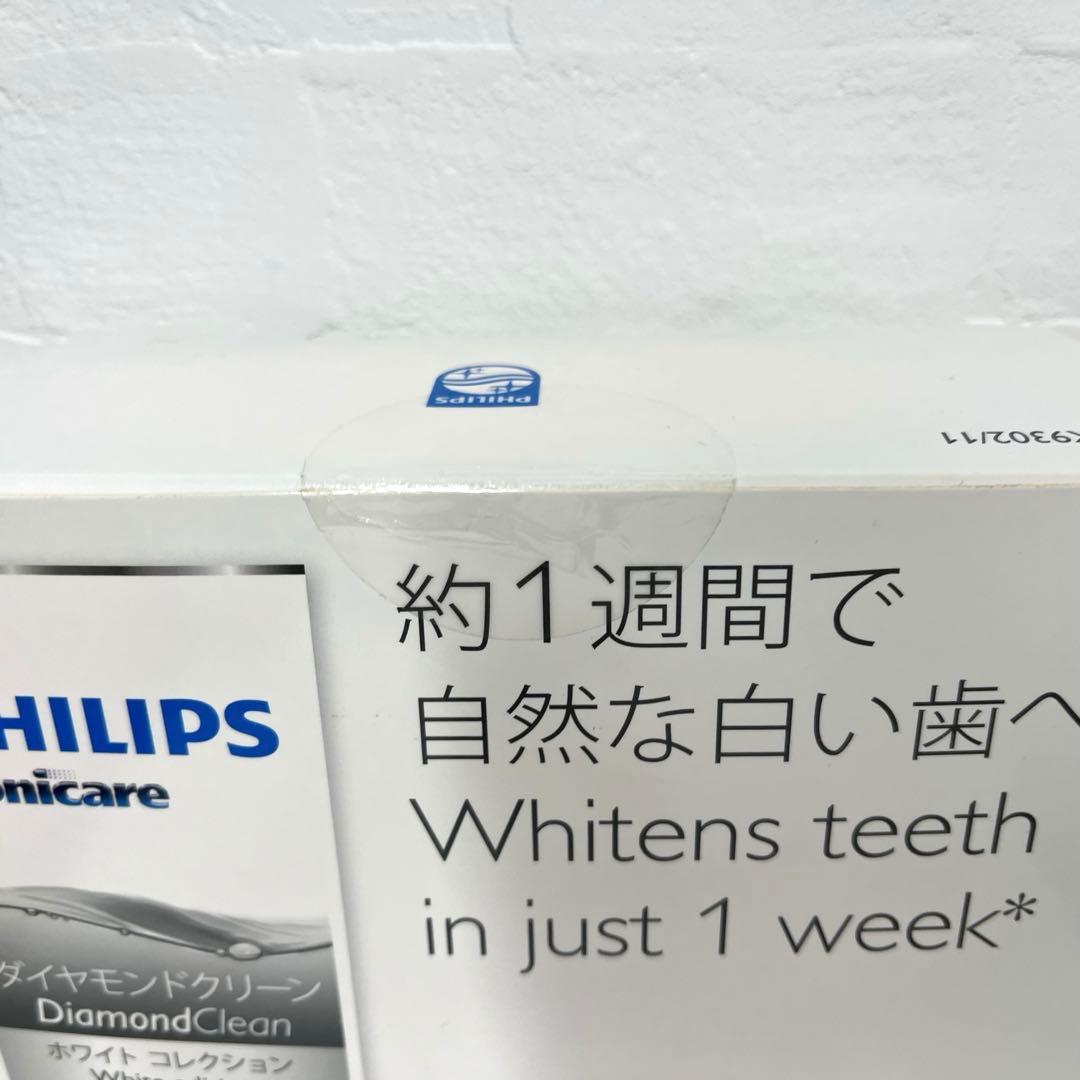 PHILIPS
9302/11
約1週間で
自然な白い歯へ
Whitens teeth
in just 1 week*
HILIPS
nicare
ダイヤモンドクリーン
DiamondClean
ホワイト コレクション